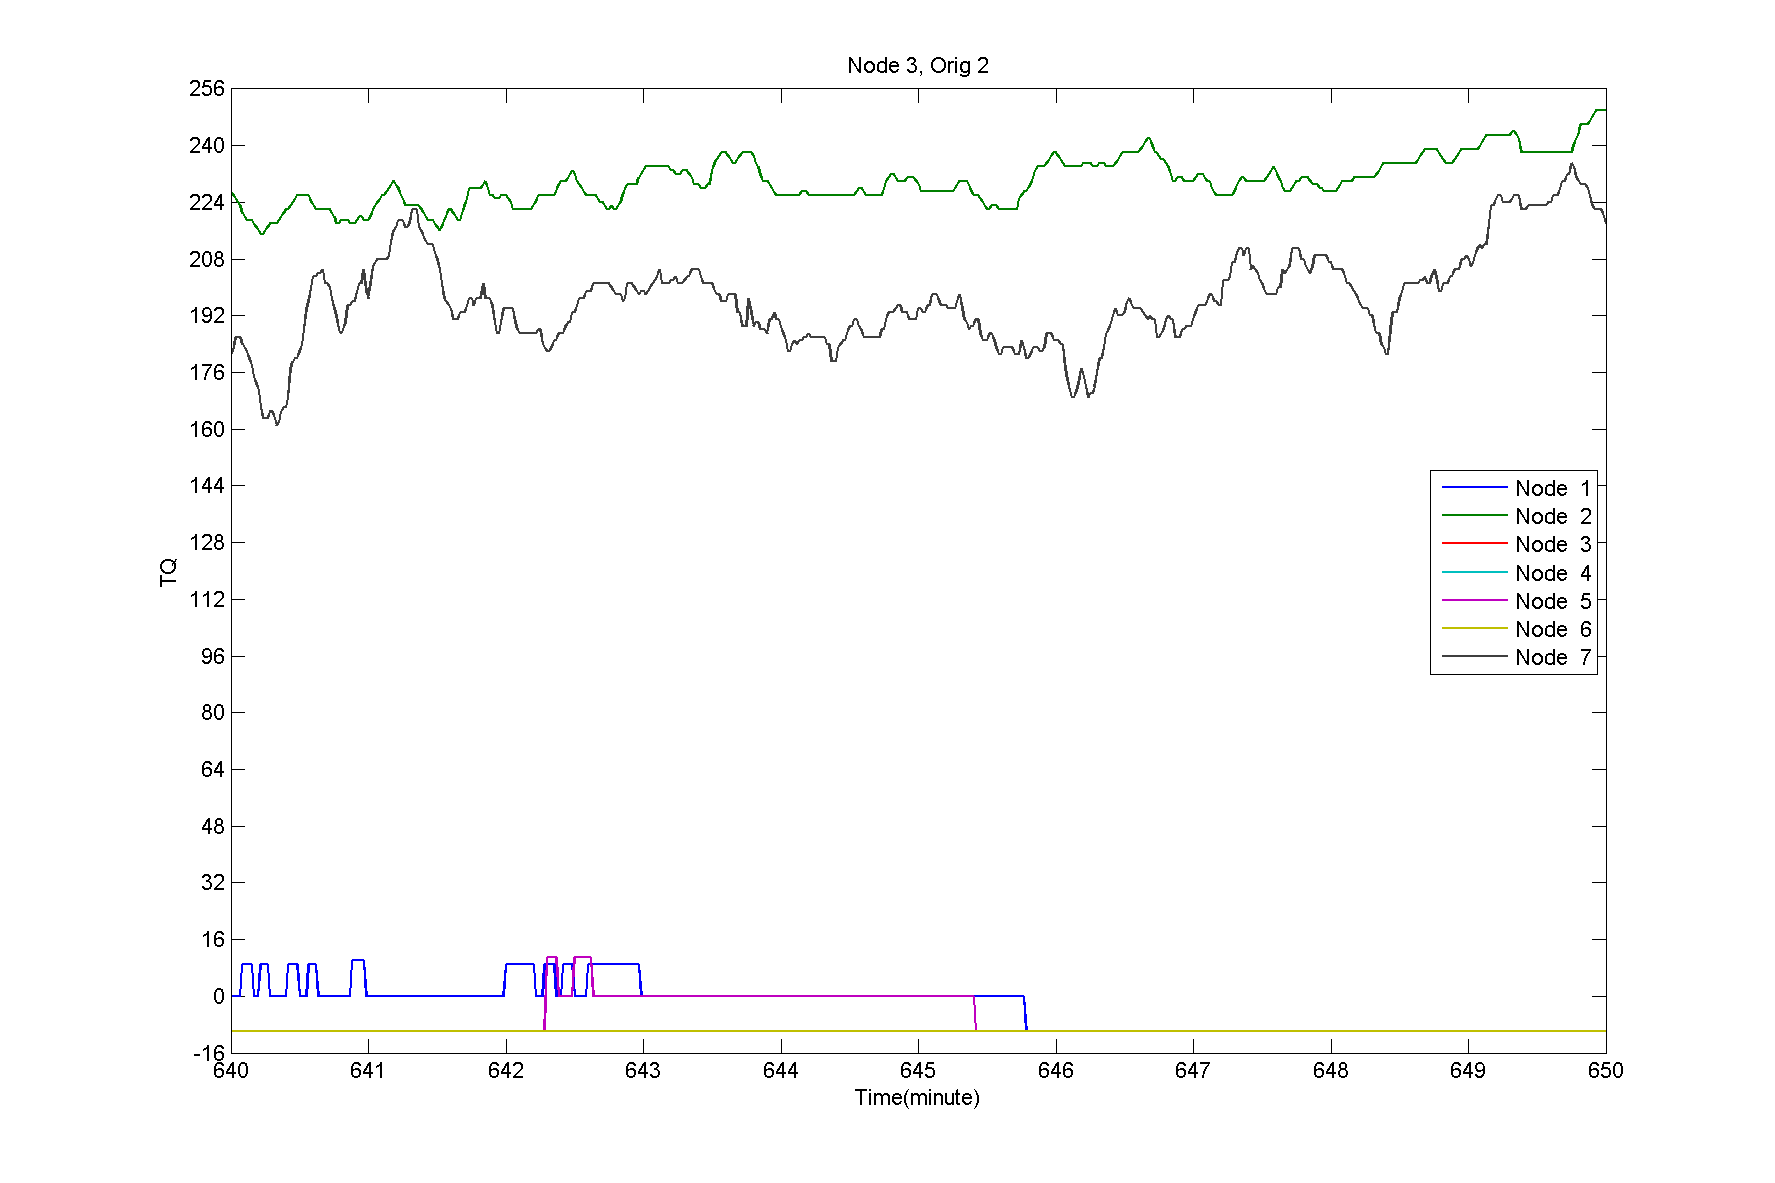 Node 3, Orig 2
256
240
224
208
192
176
160
144
128
112
96
80
64
48
32
16
0
-16
TQ
Node 1
Node 2
Node 3
Node 4
Node 5
Node 6
Node 7
640 641 642 643 644 645 646 647 648 649 650
Time(minute)